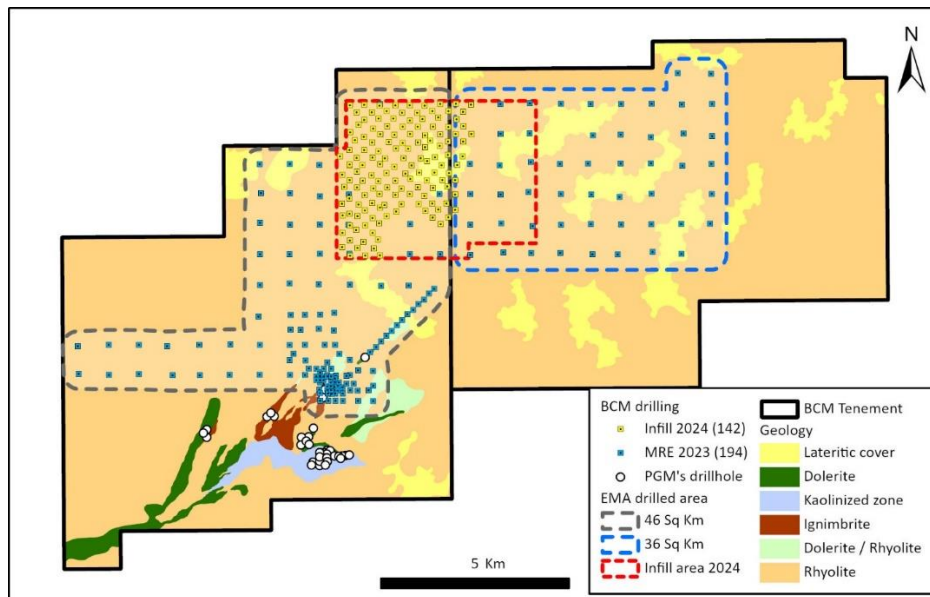 N
BCM drilling
Infill 2024 (142)
MRE 2023 (194)
PGM's drillhole
EMA drilled area
46 Sq Km
36 Sq Km
Infill area 2024
BCM Tenement
Geology
Lateritic cover
Dolerite
Kaolinized zone
Ignimbrite
Dolerite / Rhyolite
Rhyolite
5 Km